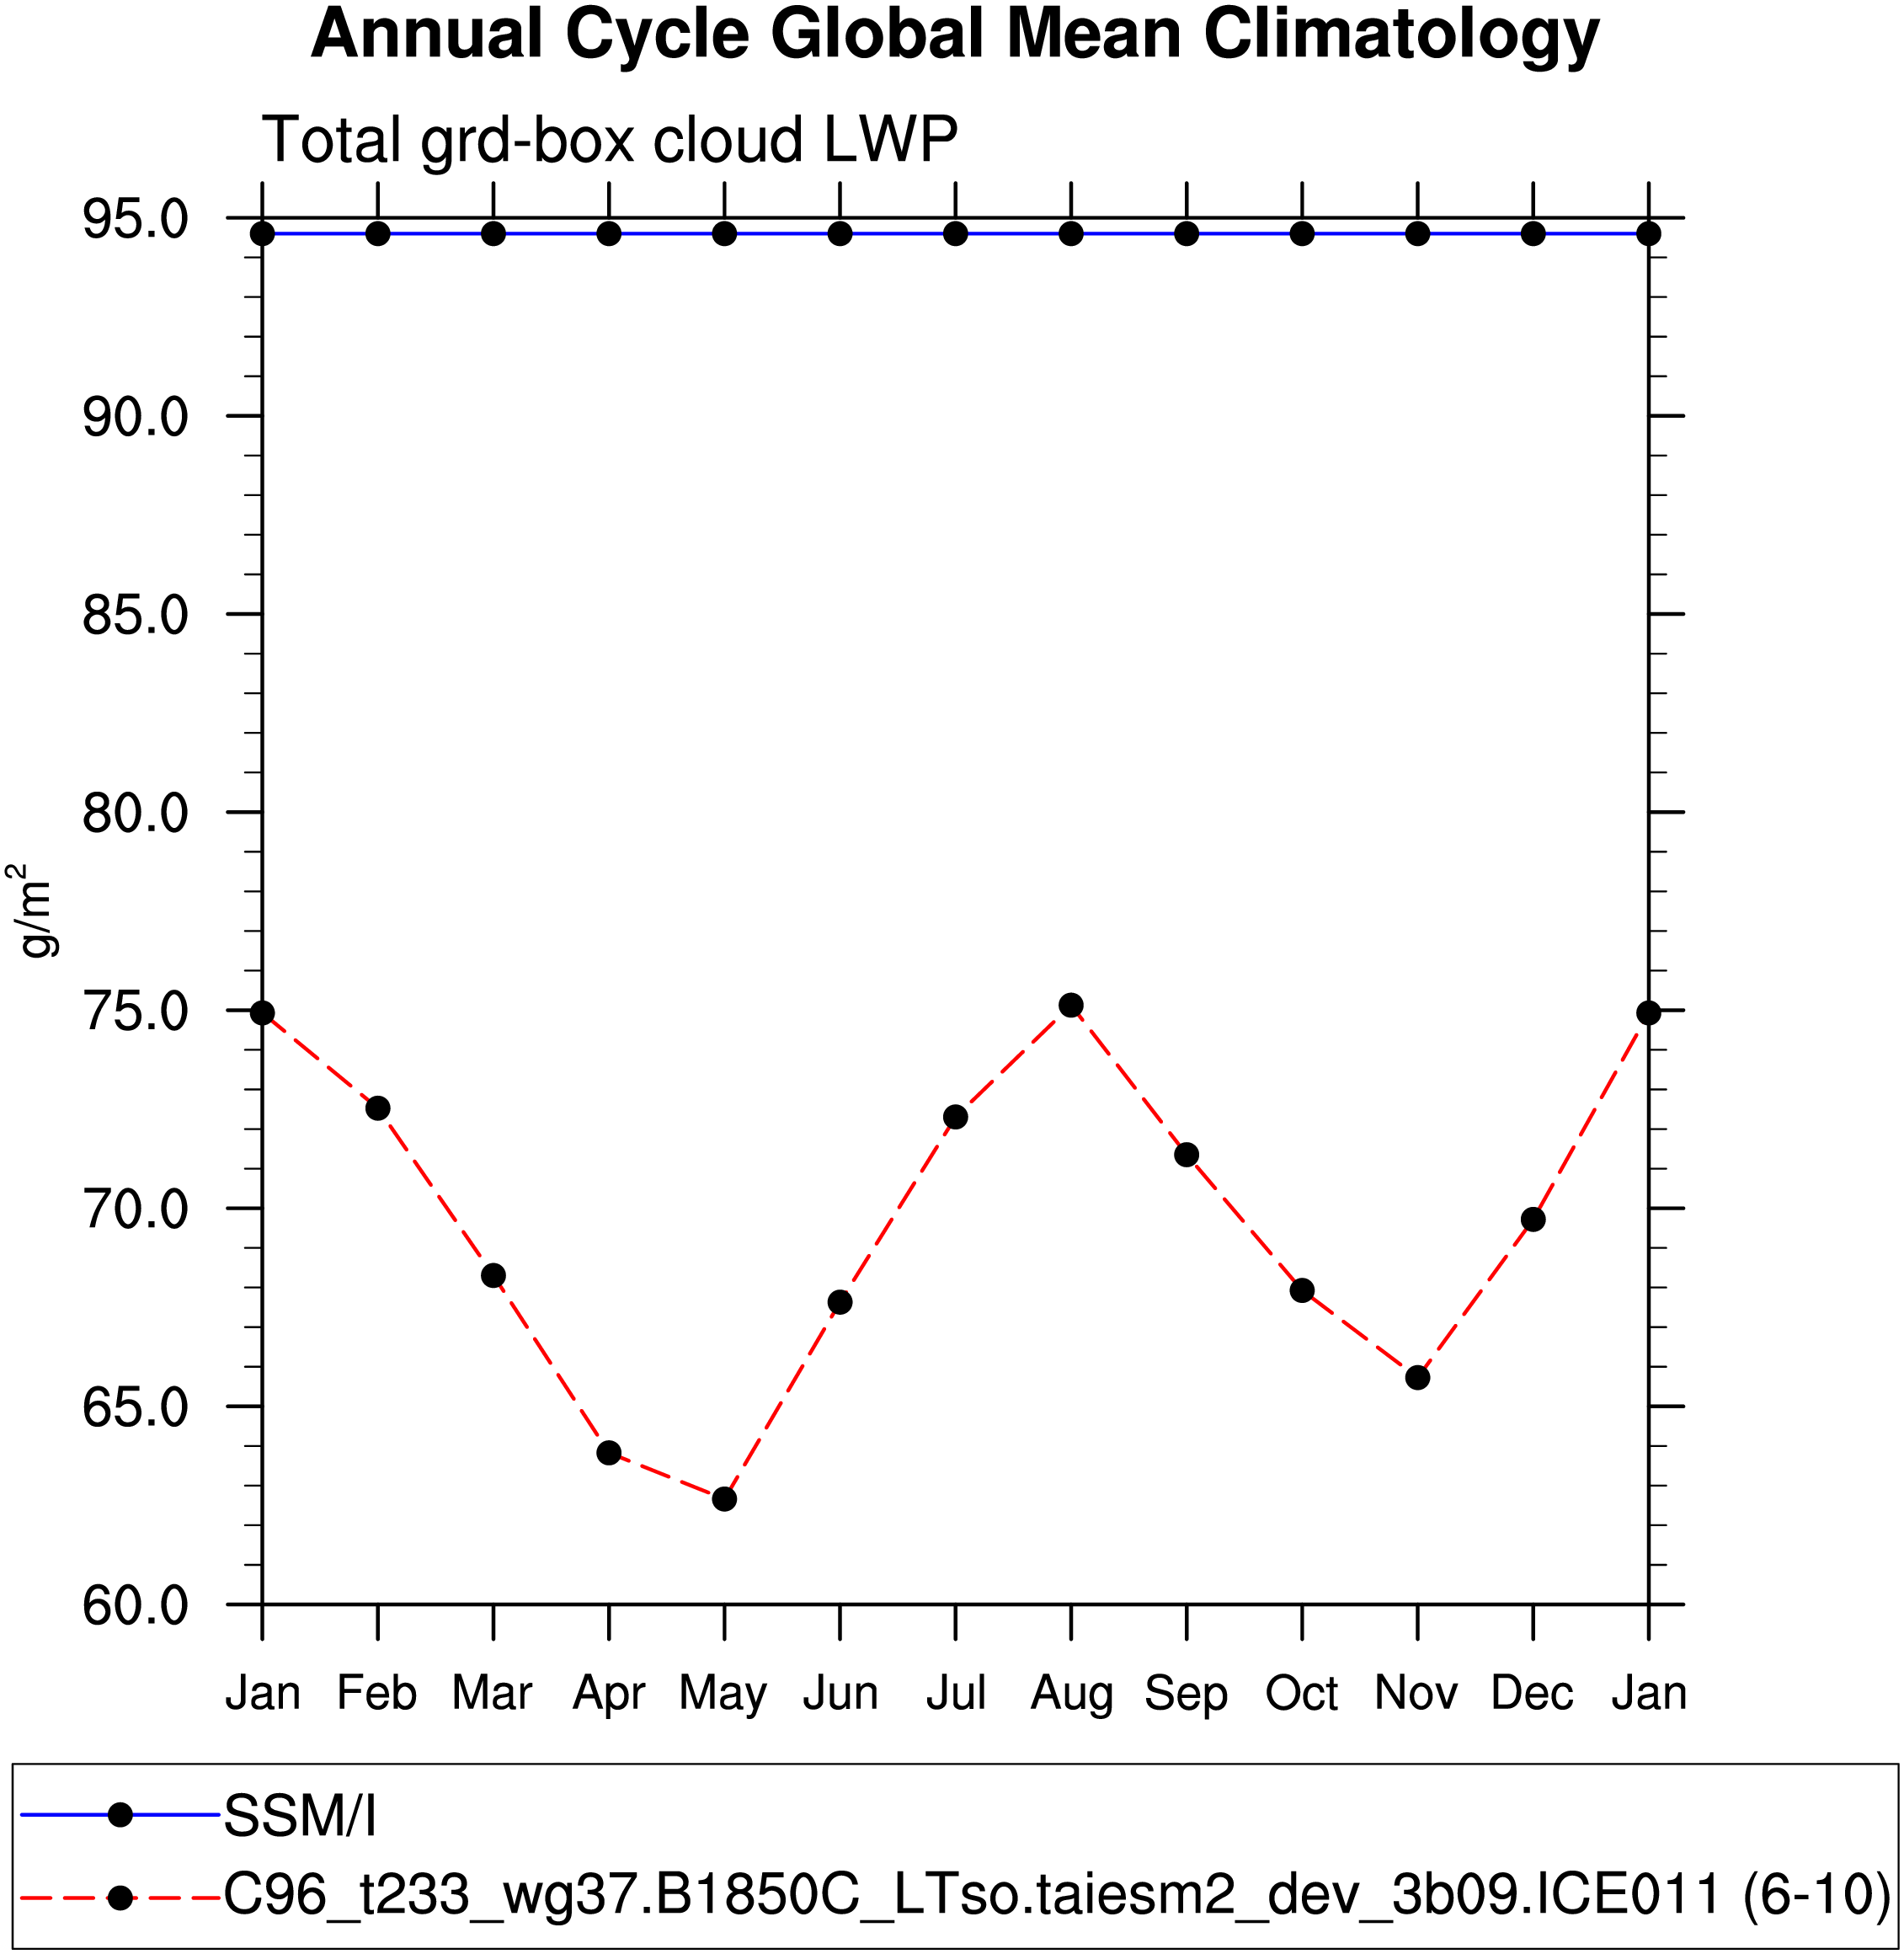 Annual Cycle Global Mean Climatology
Total grd-box cloud LWP
95.0
90.0
85.0
80.0
75.0
70.0
65.0
60.0
g/m²
Jan Feb Mar Apr May Jun Jul Aug Sep Oct Nov Dec Jan
SSM/I
C96_t233_wg37.B1850C_LTso.taiesm2_dev_3b09.ICE011 (6-10)